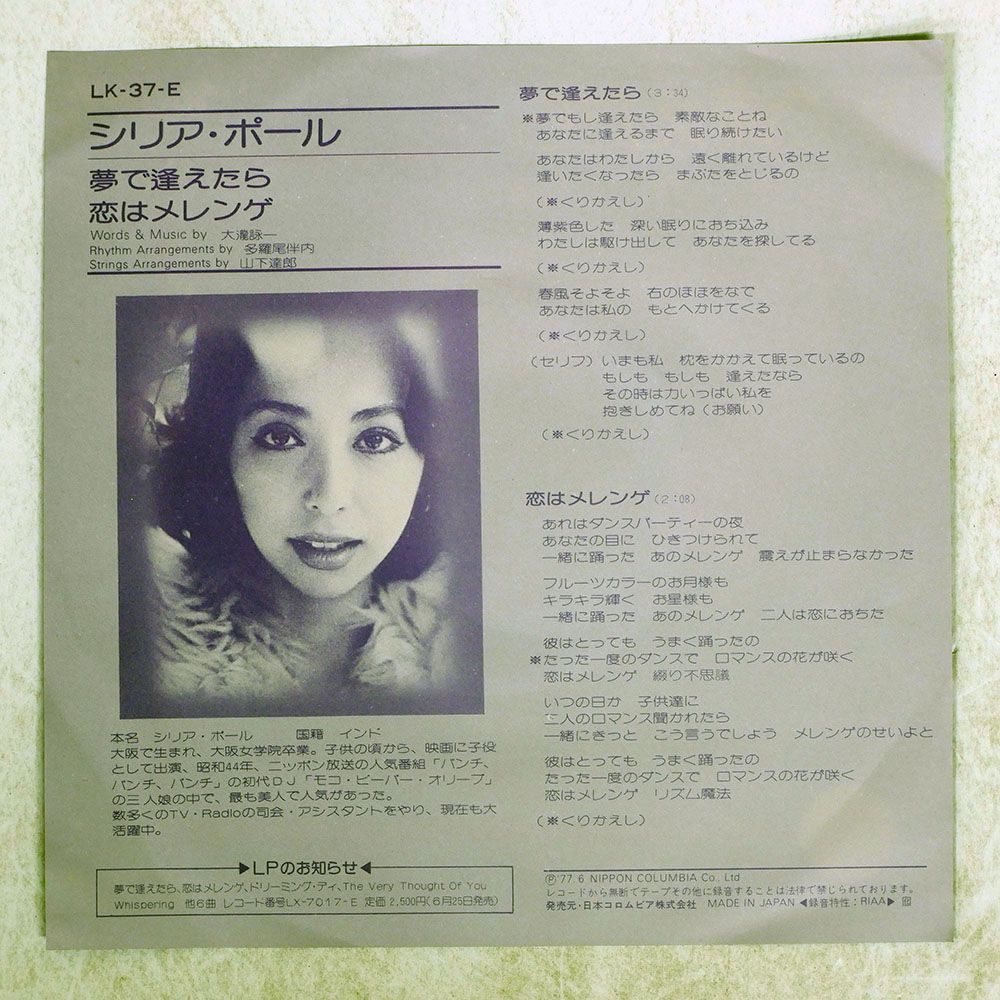 LK-37-E
シリア・ポール
夢で逢えたら
恋はメレンゲ
Words & Music by 大瀧詠一
Rhythm Arrangements by 多羅尾伴内
Strings Arrangements by 山下達郎
本名 シリア・ポール 国籍 インド
大阪で生まれ、大阪女学院卒業。子供の頃から、映画に子役
として出演、昭和44年、ニッポン放送の人気番組「パンチ、
パンチ、パンチ」の初代DJ「モコ・ビーバー・オリーブ」
の三人娘の中で、最も美人で人気があった。
数多くのTV・Radioの司会・アシスタントをやり、現在も大
活躍中。
▶LPのお知らせ◀
夢で逢えたら、恋はメレンゲ、ドリーミング・デイ、The Very Thought Of You
Whispering 他6曲 レコード番号LX-7017-E 定価2,500円(6月25日発売)
夢で逢えたら(3:34)
※夢でもし逢えたら 素敵なことね
あなたに逢えるまで 眠り続けたい
あなたはわたしから 遠く離れているけど
逢いたくなったら まぶたをとじるの
(※くりかえし)
薄紫色した 深い眠りにおち込み
わたしは駆け出して あなたを探してる
(※くりかえし)
春風そよそよ 右のほほをなで
あなたは私の もとへかけてくる
(※くりかえし)
(セリフ)いまも私 枕をかかえて眠っているの
もしも もしも 逢えたなら
その時は力いっぱい私を
抱きしめてね(お願い)
(※くりかえし)
恋はメレンゲ(2:08)
あれはダンスパーティーの夜
あなたの目に ひきつけられて
一緒に踊った あのメレンゲ 震えが止まらなかった
フルーツカラーのお月様も
キラキラ輝く お星様も
一緒に踊った あのメレンゲ 二人は恋におちた
彼はとっても うまく踊ったの
※たった一度のダンスで ロマンスの花が咲く
恋はメレンゲ 綴り不思議
いつの日か 子供達に
二人のロマンス聞かれたら
一緒にきっと こう言うでしょう メレンゲのせいよと
彼はとっても うまく踊ったの
たった一度のダンスで ロマンスの花が咲く
恋はメレンゲ リズム魔法
(※くりかえし)
Ⓟ'77.6 NIPPON COLUMBIA Co., Ltd
レコードから無断でテープその他に録音することは法律で禁じられております。
発売元・日本コロムビア株式会社 MADE IN JAPAN ◀録音特性:RIAA▶